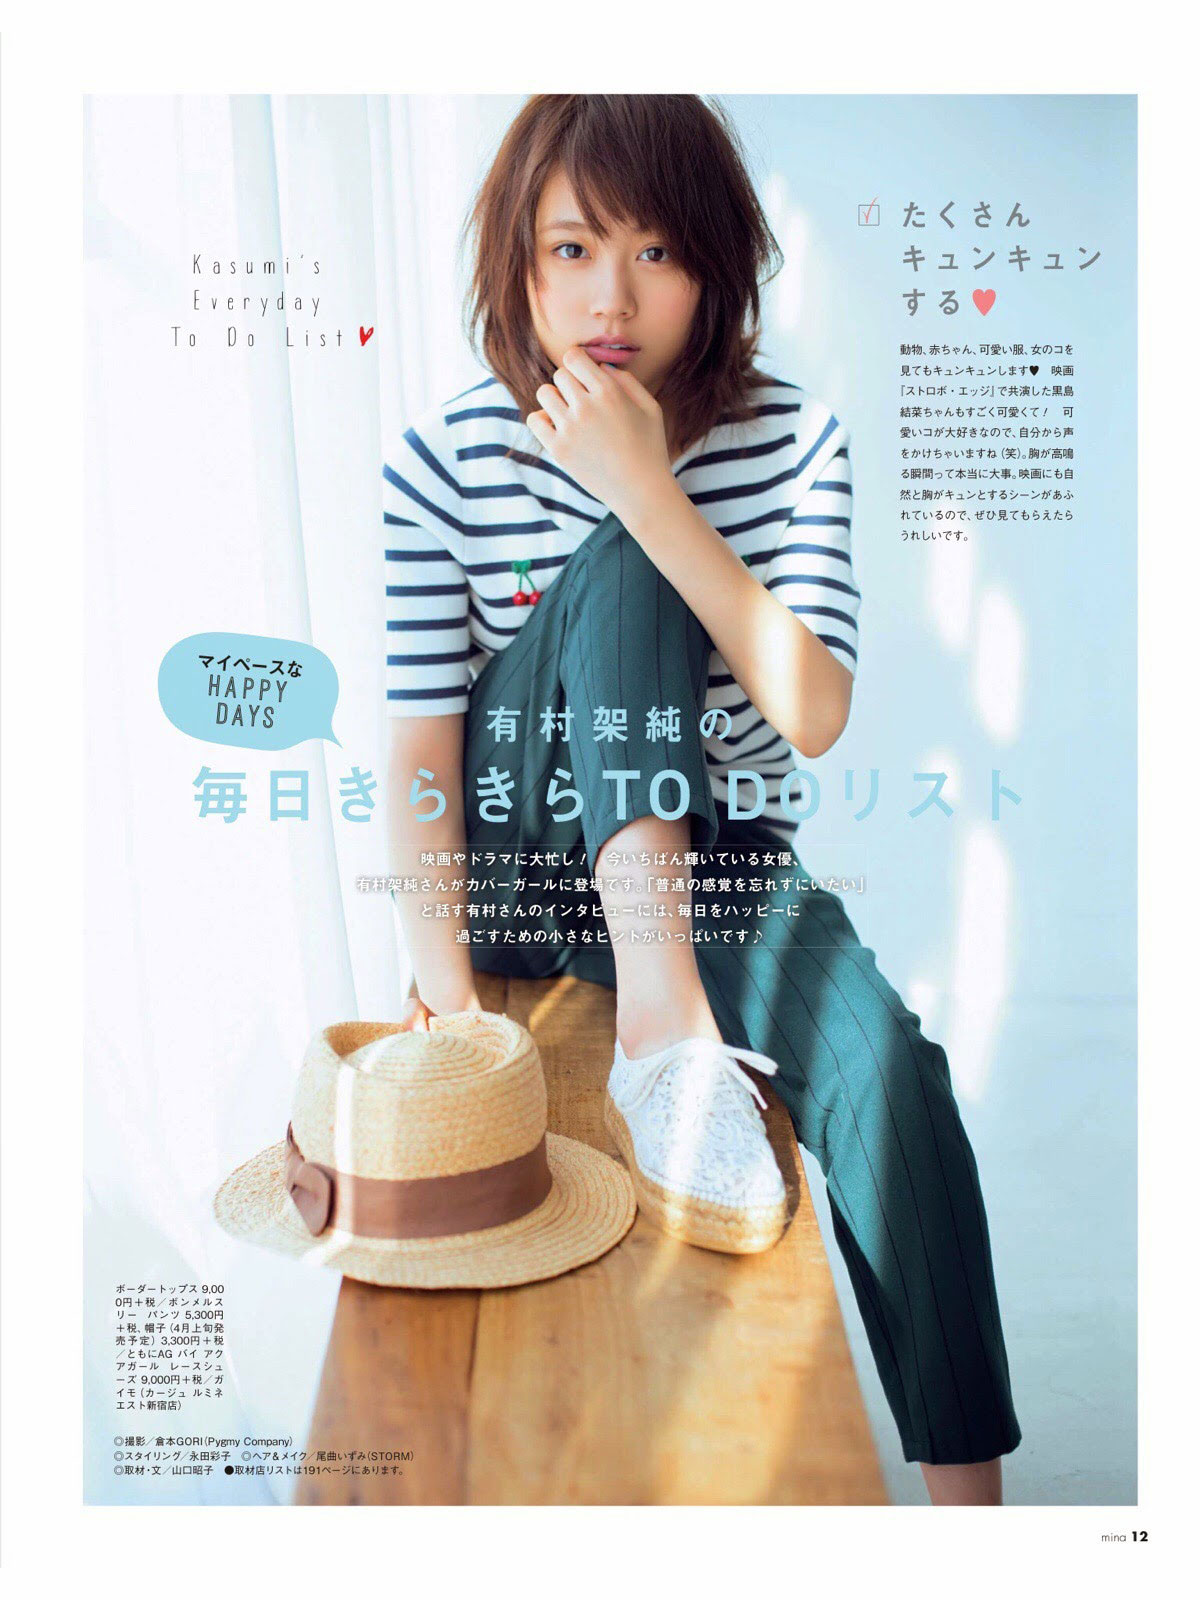 Kasumi's
Everyday
To Do List
たくさん
キュンキュン
する♥
動物、赤ちゃん、可愛い服、女のコを
見てもキュンキュンします♥　映画
『ストロボ・エッジ』で共演した黒島
結菜ちゃんもすごく可愛くて！　可
愛いコが大好きなので、自分から声
をかけちゃいますね（笑）。胸が高鳴
る瞬間って本当に大事。映画にも自
然と胸がキュンとするシーンがあふ
れているので、ぜひ見てもらえたら
うれしいです。
マイペースな
HAPPY
DAYS
有村架純の
毎日きらきらTO DOリスト
映画やドラマに大忙し！　今いちばん輝いている女優、
有村架純さんがカバーガールに登場です。「普通の感覚を忘れずにいたい」
と話す有村さんのインタビューには、毎日をハッピーに
過ごすための小さなヒントがいっぱいです♪
ボーダートップス 9,00
0円＋税／ボンメルス
リー　パンツ 5,300円
＋税、帽子（4月上旬発
売予定）3,300円＋税
／ともにAG バイ アク
アガール　レースシュ
ーズ 9,000円＋税／ガ
イモ（カージュ ルミネ
エスト新宿店）
◎撮影／倉本GORI（Pygmy Company）
◎スタイリング／永田彩子　◎ヘア＆メイク／尾曲いずみ（STORM）
◎取材・文／山口昭子　●取材店リストは191ページにあります。
mina 12